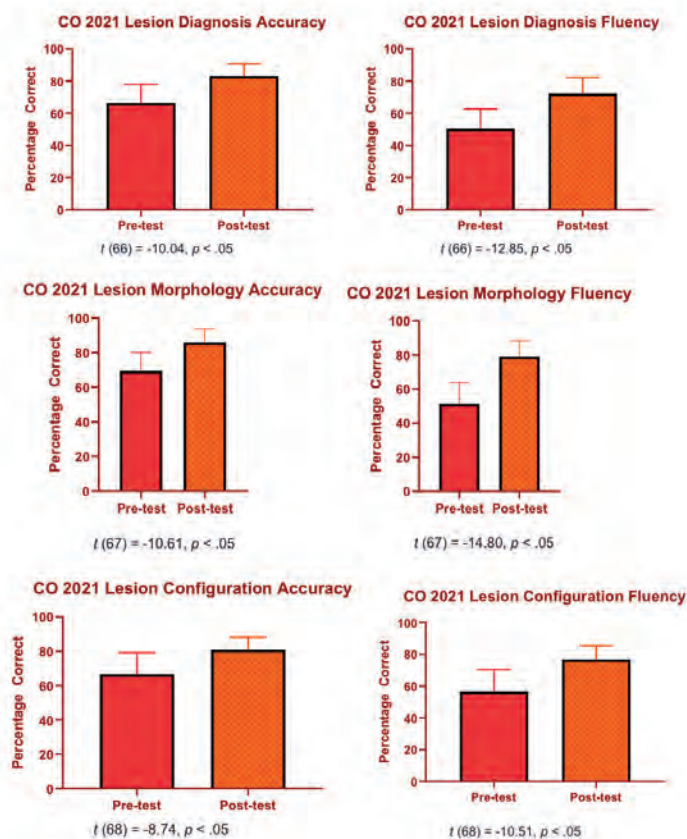 CO 2021 Lesion Diagnosis Accuracy
Percentage Correct
100
80
60
40
20
0
Pre-test Post-test
t (66) = -10.04, p < .05
CO 2021 Lesion Diagnosis Fluency
Percentage Correct
100
80
60
40
20
0
Pre-test Post-test
t (66) = -12.85, p < .05
CO 2021 Lesion Morphology Accuracy
Percentage Correct
100
80
60
40
20
0
Pre-test Post-test
t (67) = -10.61, p < .05
CO 2021 Lesion Morphology Fluency
Percentage Correct
100
80
60
40
20
0
Pre-test Post-test
t (67) = -14.80, p < .05
CO 2021 Lesion Configuration Accuracy
Percentage Correct
100
80
60
40
20
0
Pre-test Post-test
t (68) = -8.74, p < .05
CO 2021 Lesion Configuration Fluency
Percentage Correct
100
80
60
40
20
0
Pre-test Post-test
t (68) = -10.51, p < .05